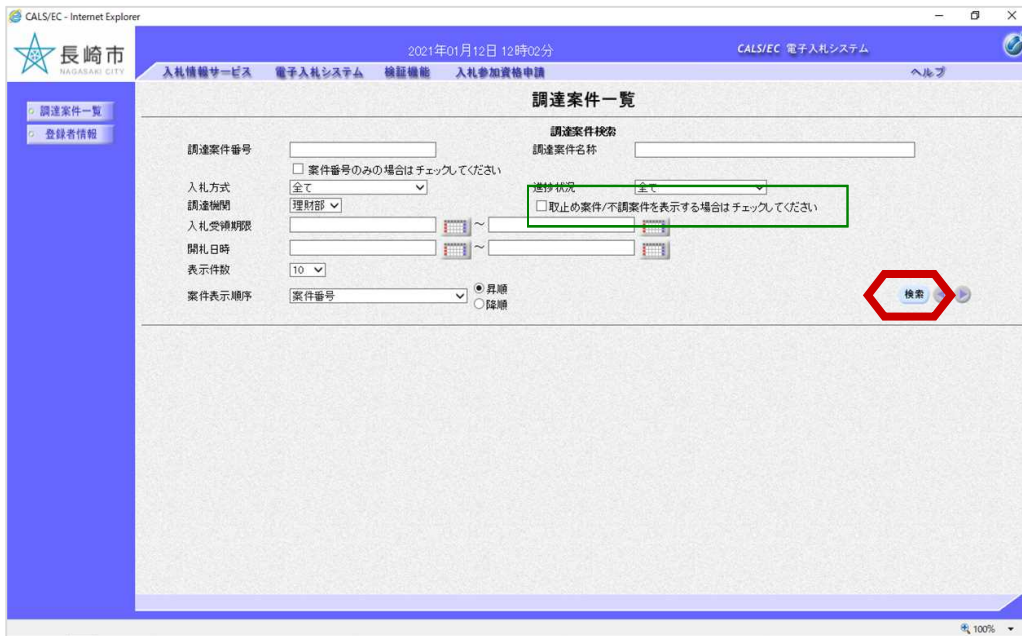 CALS/EC - Internet Explorer
長崎市
NAGASAKI CITY
2021年01月12日 12時02分
CALS/EC 電子入札システム
入札情報サービス 電子入札システム 検証機能 入札参加資格申請 ヘルプ
調達案件一覧
登録者情報
調達案件一覧
調達案件検索
調達案件番号 調達案件名称
案件番号のみの場合はチェックしてください
入札方式 全て 進捗状況 全て
調達機関 理財部 取止め案件/不調案件を表示する場合はチェックしてください
入札受領期限 ~
開札日時 ~
表示件数 10
案件表示順序 案件番号 昇順
降順
検索
100%